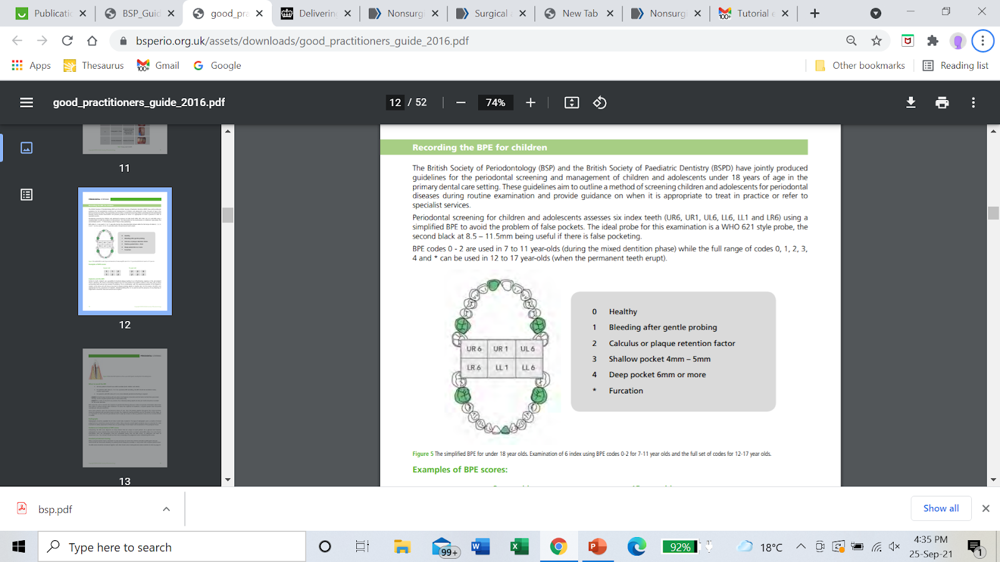 Publicatic
BSP_Guid
good_pra
Delivering
Nonsurgi
Surgical
New Tab
Nonsurgi
Tutorial e
bsperio.org.uk/assets/downloads/good_practitioners_guide_2016.pdf
Apps
Thesaurus
Gmail
Google
Other bookmarks
Reading list
good_practitioners_guide_2016.pdf
12 / 52
74%
11
12
13
Recording the BPE for children
The British Society of Periodontology (BSP) and the British Society of Paediatric Dentistry (BSPD) have jointly produced
guidelines for the periodontal screening and management of children and adolescents under 18 years of age in the
primary dental care setting. These guidelines aim to outline a method of screening children and adolescents for periodontal
diseases during routine examination and provide guidance on when it is appropriate to treat in practice or refer to
specialist services.
Periodontal screening for children and adolescents assesses six index teeth (UR6, UR1, UL6, LL6, LL1 and LR6) using a
simplified BPE to avoid the problem of false pockets. The ideal probe for this examination is a WHO 621 style probe, the
second black at 8.5 – 11.5mm being useful if there is false pocketing.
BPE codes 0 - 2 are used in 7 to 11 year-olds (during the mixed dentition phase) while the full range of codes 0, 1, 2, 3,
4 and * can be used in 12 to 17 year-olds (when the permanent teeth erupt).
UR 6 UR 1 UL 6
LR 6 LL 1 LL 6
0 Healthy
1 Bleeding after gentle probing
2 Calculus or plaque retention factor
3 Shallow pocket 4mm – 5mm
4 Deep pocket 6mm or more
* Furcation
Figure 5 The simplified BPE for under 18 year olds. Examination of 6 index using BPE codes 0-2 for 7-11 year olds and the full set of codes for 12-17 year olds.
Examples of BPE scores:
bsp.pdf
Show all
Type here to search
99+
92%
18°C
4:35 PM
25-Sep-21
1